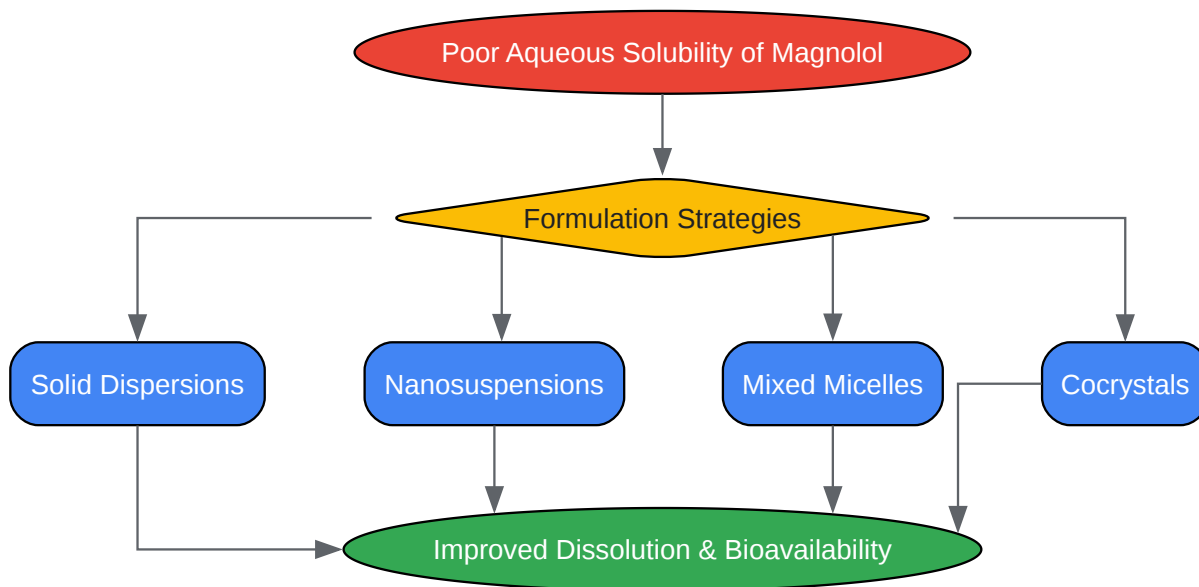 Poor Aqueous Solubility of Magnolol
Formulation Strategies
Solid Dispersions
Nanosuspensions
Mixed Micelles
Cocrystals
Improved Dissolution & Bioavailability